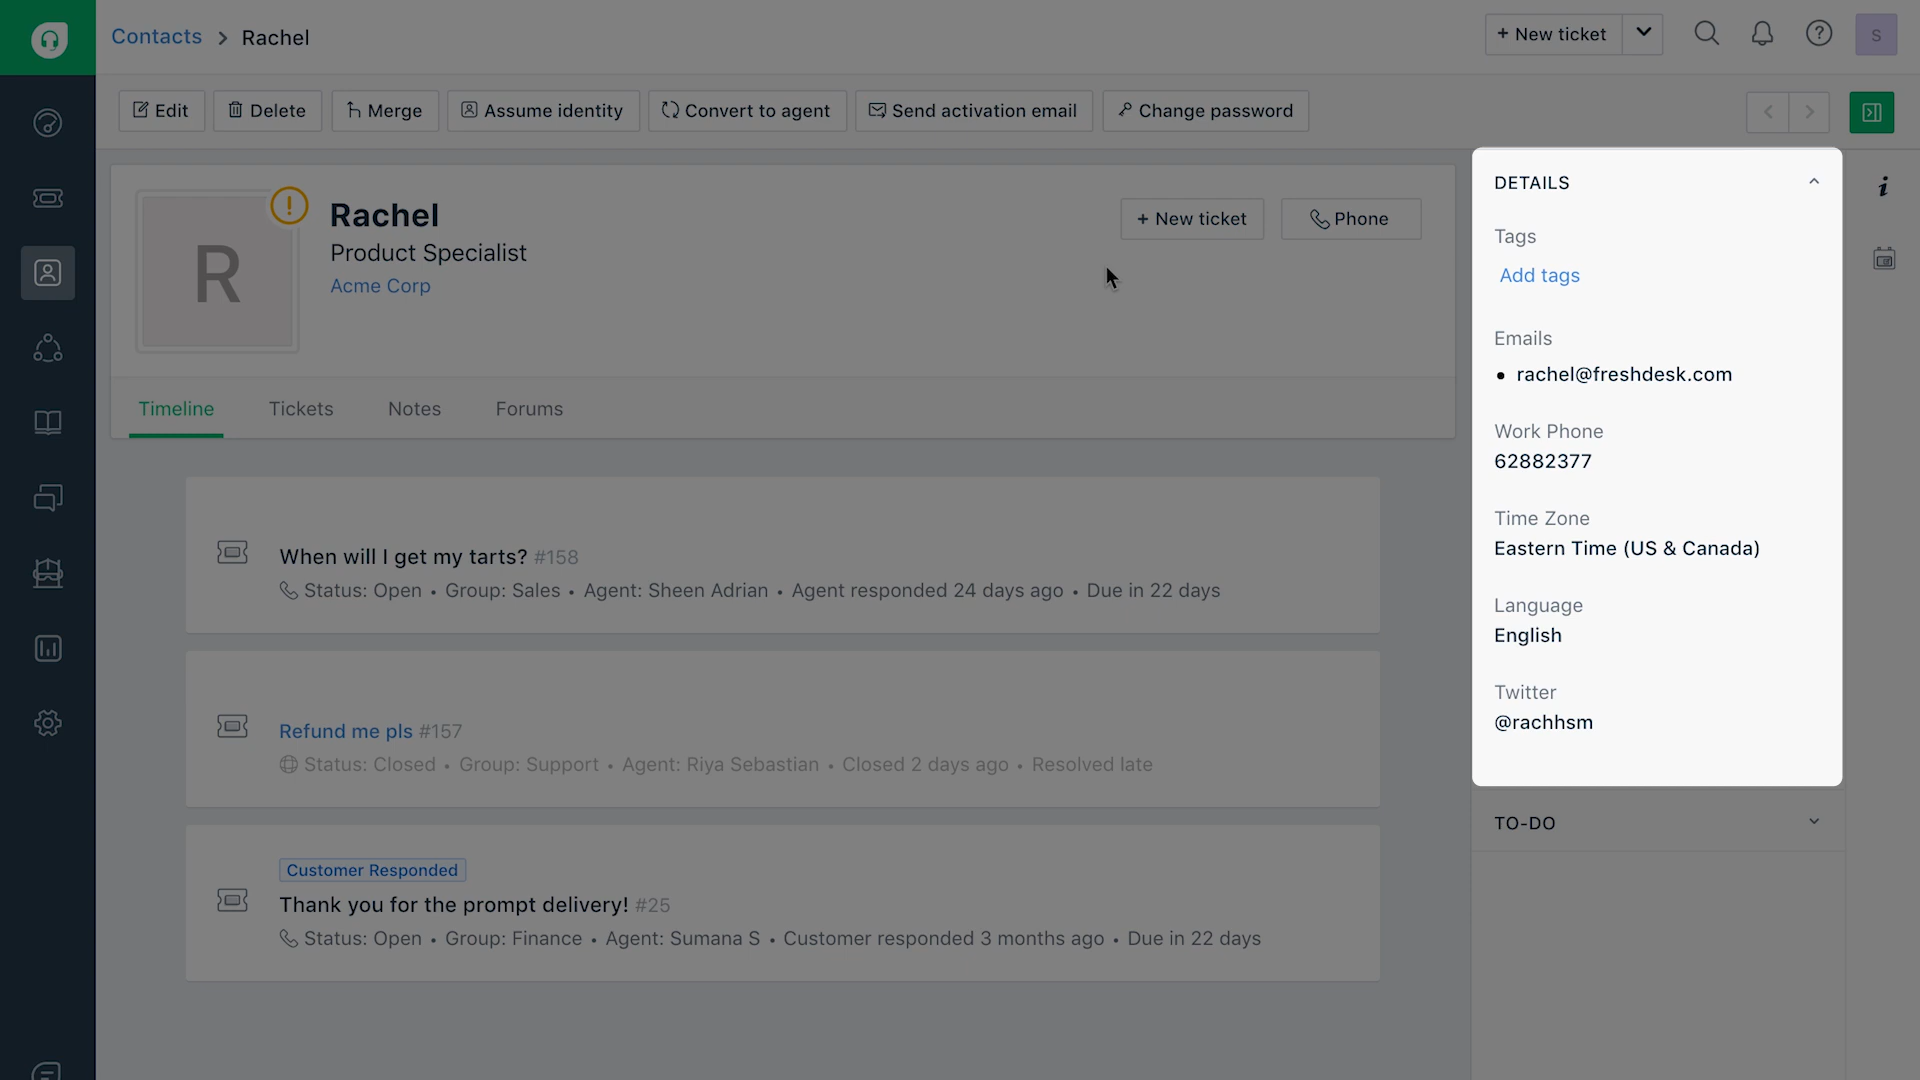 Contacts > Rachel
+ New ticket
S
Edit
Delete
Merge
Assume identity
Convert to agent
Send activation email
Change password
R
Rachel
Product Specialist
Acme Corp
+ New ticket
Phone
Timeline
Tickets
Notes
Forums
When will I get my tarts? #158
Status: Open • Group: Sales • Agent: Sheen Adrian • Agent responded 24 days ago • Due in 22 days
Refund me pls #157
Status: Closed • Group: Support • Agent: Riya Sebastian • Closed 2 days ago • Resolved late
Customer Responded
Thank you for the prompt delivery! #25
Status: Open • Group: Finance • Agent: Sumana S • Customer responded 3 months ago • Due in 22 days
DETAILS
Tags
Add tags
Emails
• rachel@freshdesk.com
Work Phone
62882377
Time Zone
Eastern Time (US & Canada)
Language
English
Twitter
@rachhsm
TO-DO